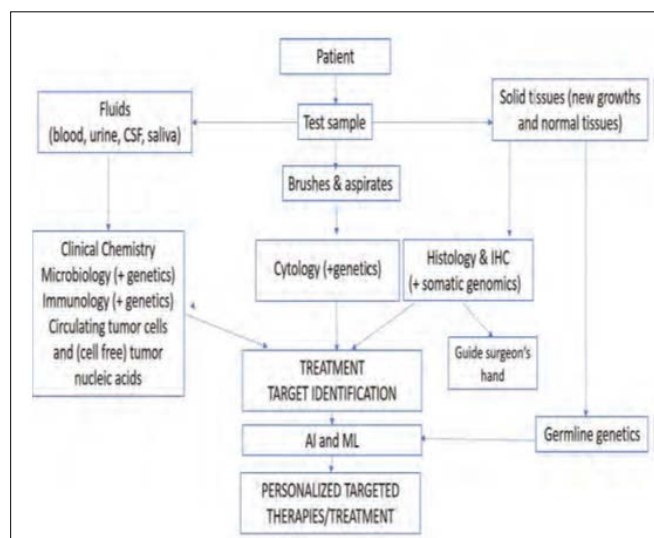 Patient
Fluids
(blood, urine, CSF, saliva)
Test sample
Solid tissues (new growths
and normal tissues)
Brushes & aspirates
Clinical Chemistry
Microbiology (+ genetics)
Immunology (+ genetics)
Circulating tumor cells
and (cell free) tumor
nucleic acids
Cytology (+genetics)
Histology & IHC
(+ somatic genomics)
Guide surgeon's
hand
TREATMENT
TARGET IDENTIFICATION
AI and ML
Germline genetics
PERSONALIZED TARGETED
THERAPIES/TREATMENT